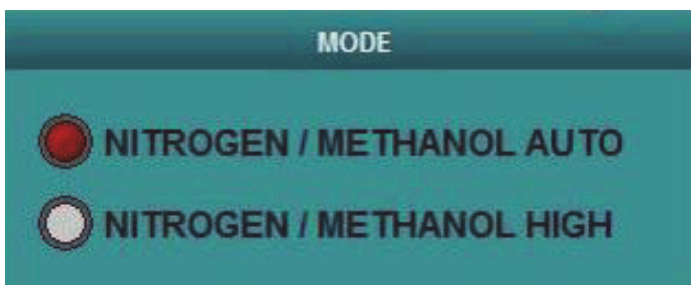 MODE
NITROGEN / METHANOL AUTO
NITROGEN / METHANOL HIGH